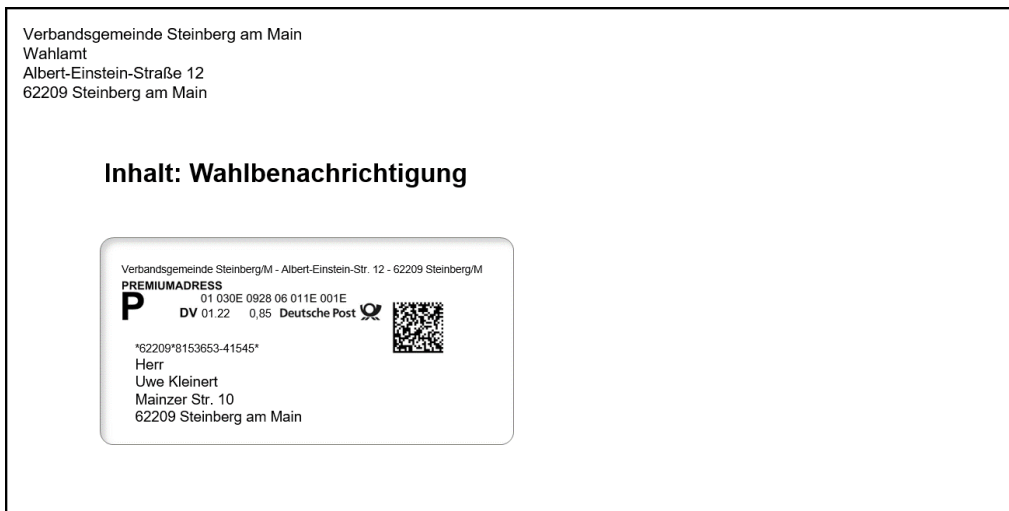 Verbandsgemeinde Steinberg am Main
Wahlamt
Albert-Einstein-Straße 12
62209 Steinberg am Main
Inhalt: Wahlbenachrichtigung
Verbandsgemeinde Steinberg/M - Albert-Einstein-Str. 12 - 62209 Steinberg/M
PREMIUMADRESS
P 01 030E 0928 06 011E 001E
DV 01.22 0,85 Deutsche Post
*62209*8153653-41545*
Herr
Uwe Kleinert
Mainzer Str. 10
62209 Steinberg am Main